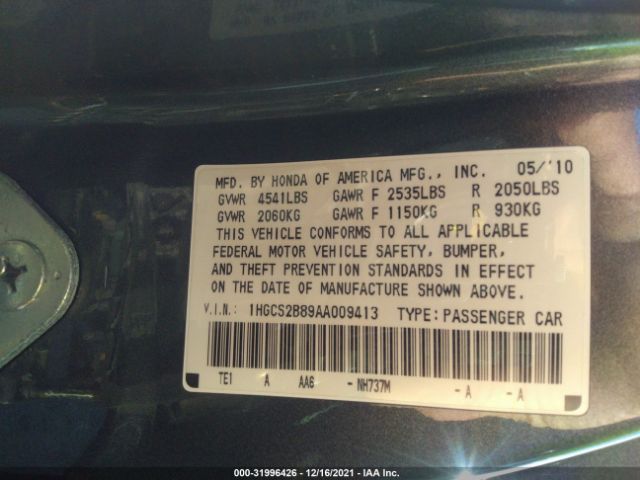 MFD. BY HONDA OF AMERICA MFG., INC. 05/'10
GVWR 4541LBS GAWR F 2535LBS R 2050LBS
GVWR 2060KG GAWR F 1150KG R 930KG
THIS VEHICLE CONFORMS TO ALL APPLICABLE
FEDERAL MOTOR VEHICLE SAFETY, BUMPER,
AND THEFT PREVENTION STANDARDS IN EFFECT
ON THE DATE OF MANUFACTURE SHOWN ABOVE.
V.I.N.: 1HGCS2B89AA009413 TYPE:PASSENGER CAR
TE1 A AA6 -NH737M -A -A
000-31996426 - 12/16/2021 - IAA Inc.